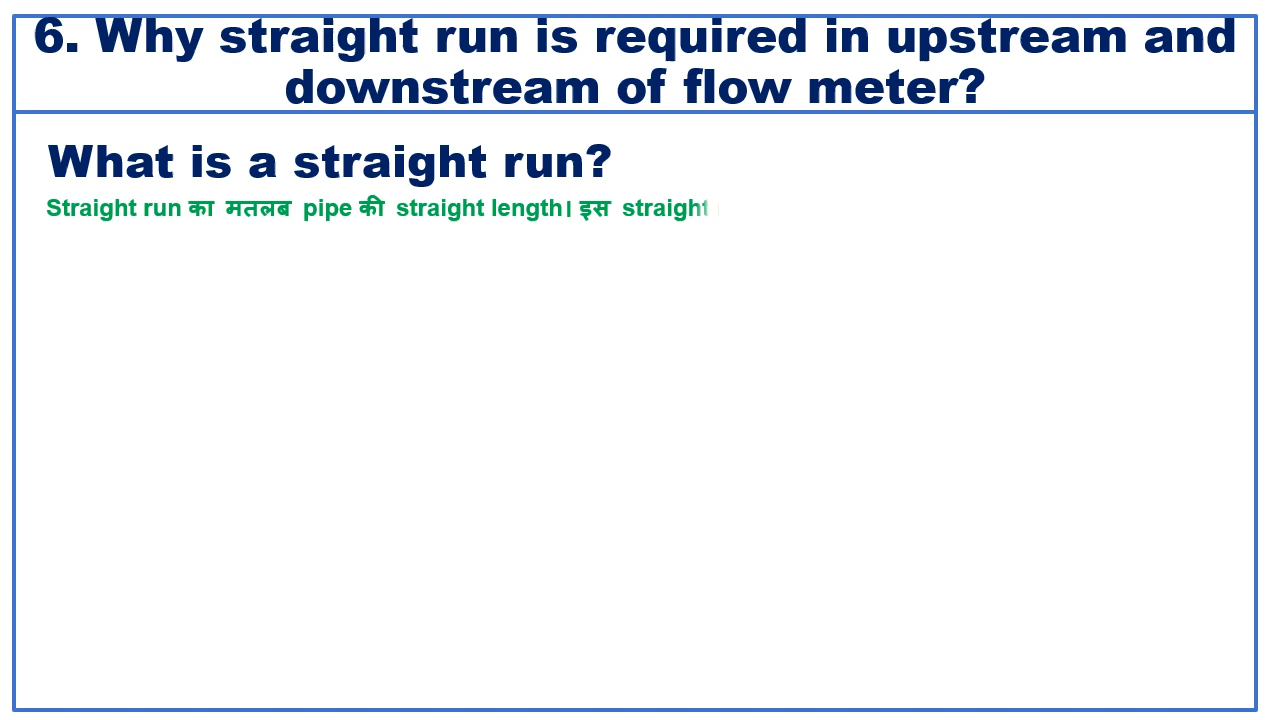 6. Why straight run is required in upstream and
downstream of flow meter?
What is a straight run?
Straight run का मतलब pipe की straight length। इस straight